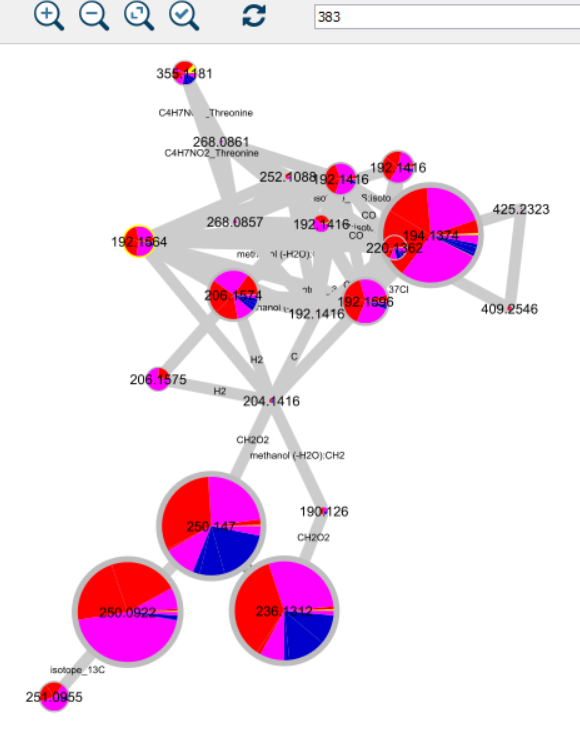 383
355.1181
Threonine
268.0861
C4H7NO2_Threonine
252.1088
192.1416
192.1416
CO
425.2323
268.0857
192.1416
CO
194.1374
192.1564
220.1362
206.1574
37Cl
192.1596
409.2546
192.1416
H2
C
206.1575
H2
204.1416
CH2O2
methanol (-H2O):CH2
250.147
190.126
CH2O2
250.0922
236.1312
isotope_13C
251.0955